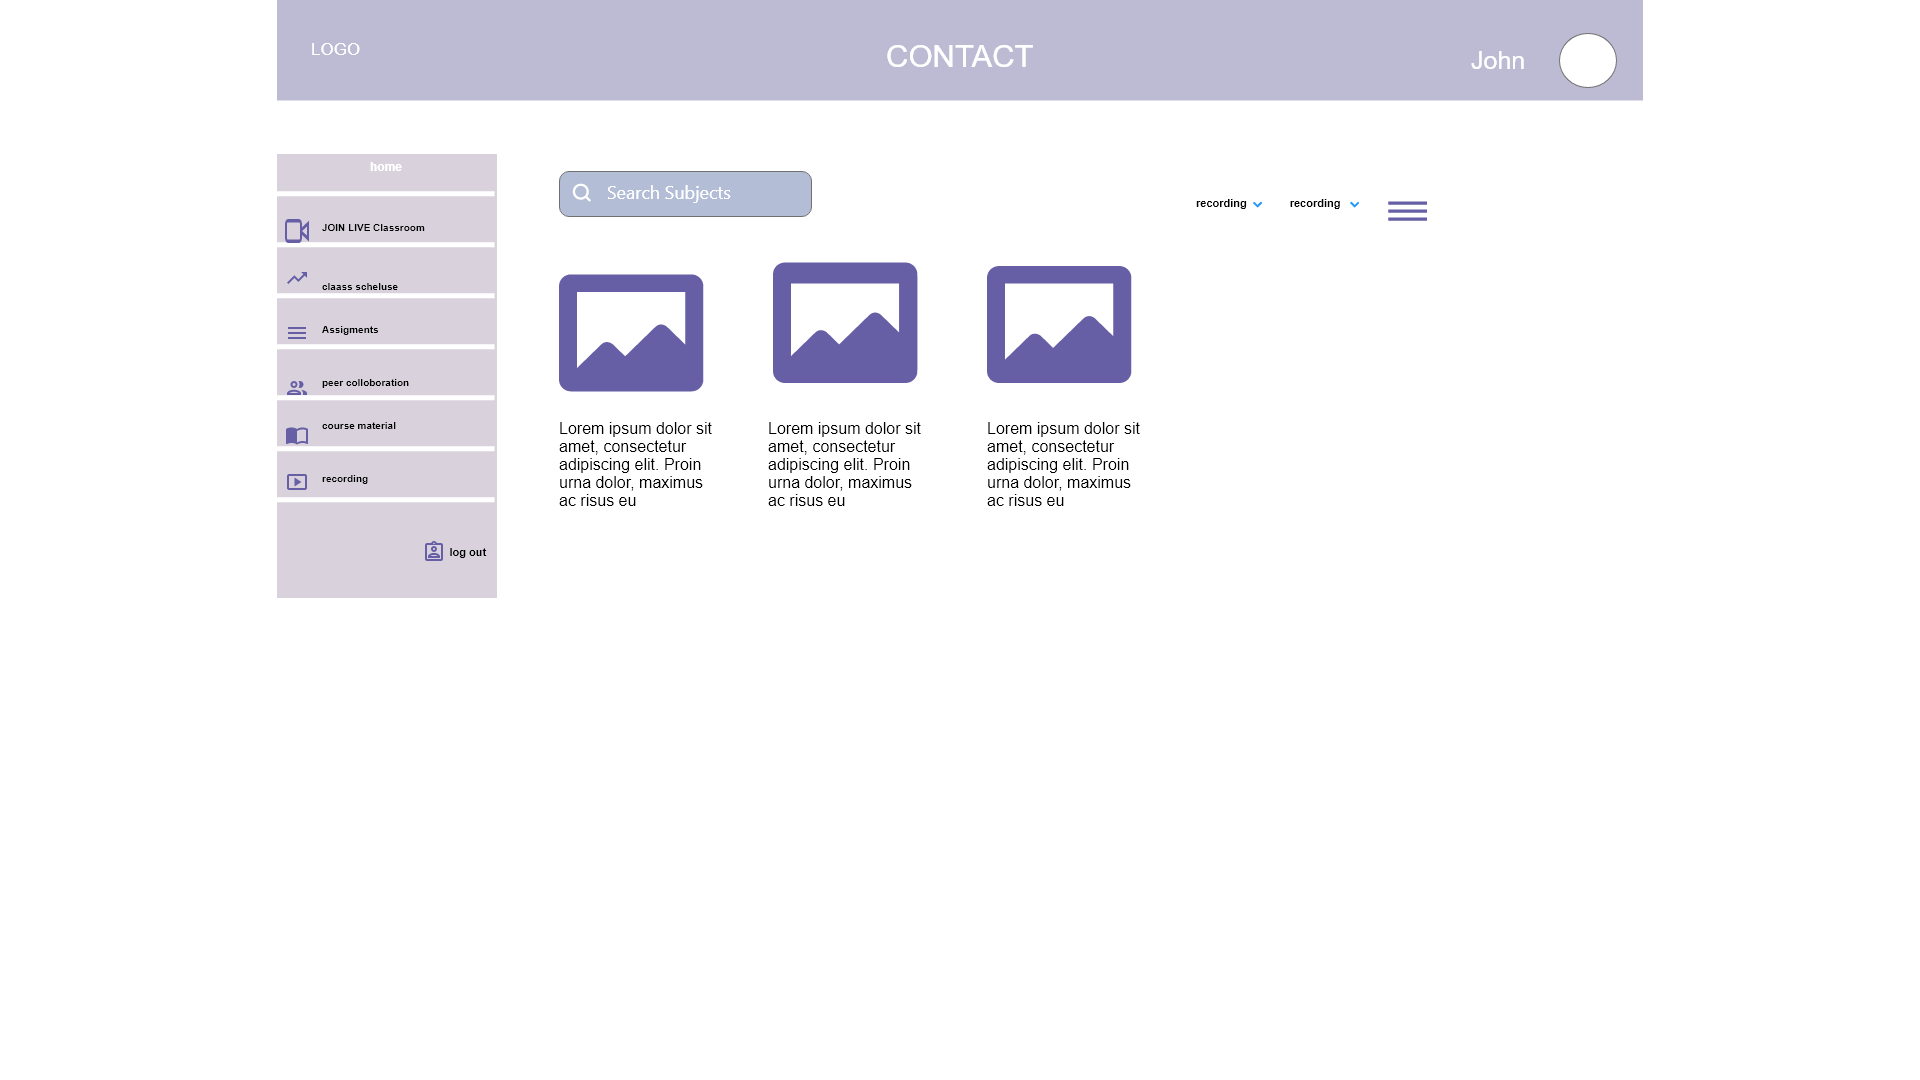 LOGO
CONTACT
John
home
JOIN LIVE Classroom
claass scheluse
Assigments
peer colloboration
course material
recording
log out
Search Subjects
recording
recording
Lorem ipsum dolor sit
amet, consectetur
adipiscing elit. Proin
urna dolor, maximus
ac risus eu
Lorem ipsum dolor sit
amet, consectetur
adipiscing elit. Proin
urna dolor, maximus
ac risus eu
Lorem ipsum dolor sit
amet, consectetur
adipiscing elit. Proin
urna dolor, maximus
ac risus eu